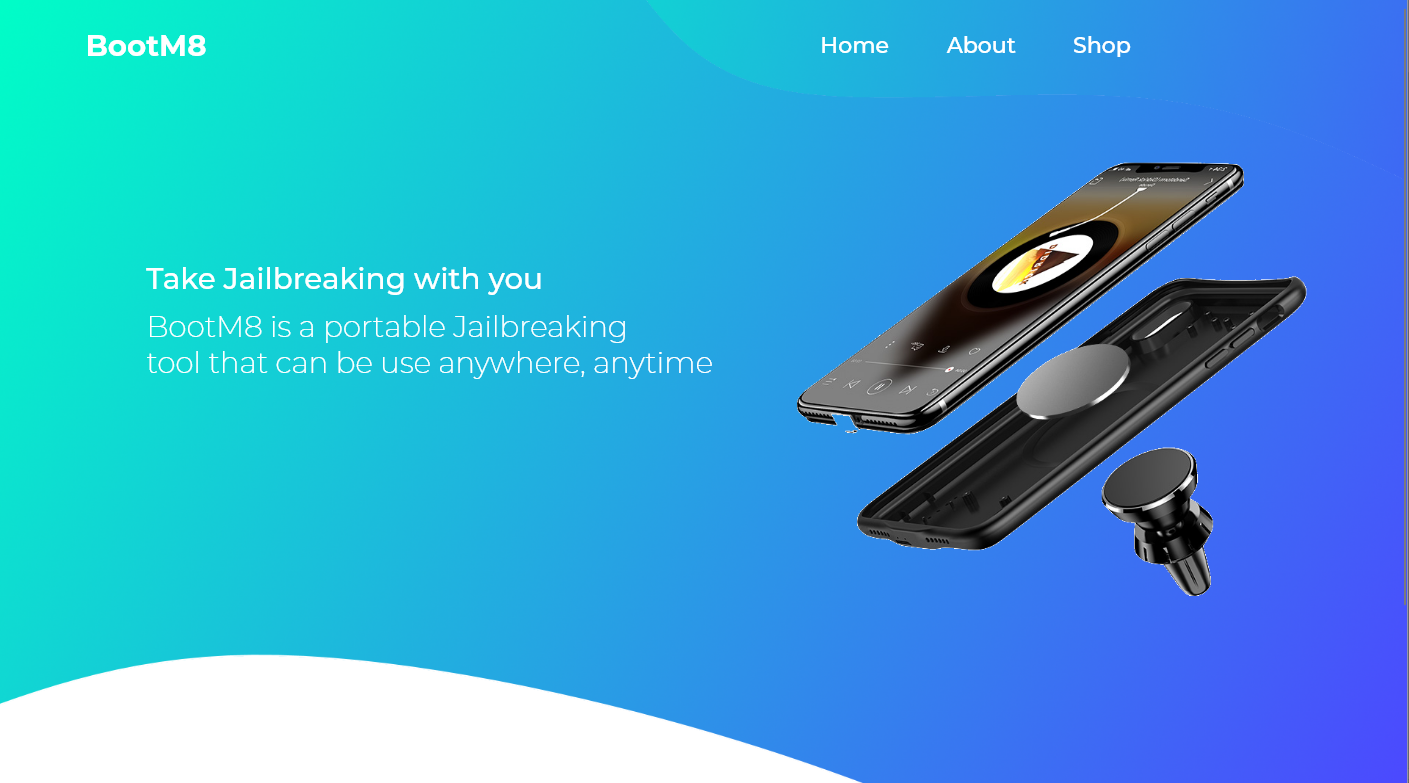 BootM8
Home
About
Shop
Take Jailbreaking with you
BootM8 is a portable Jailbreaking
tool that can be use anywhere, anytime